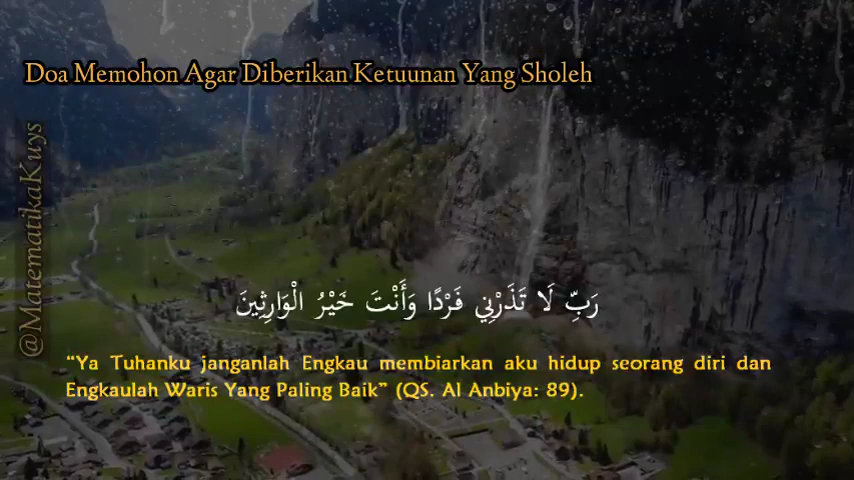 Doa Memohon Agar Diberikan Ketuunan Yang Sholeh
@MatematikaKuys
رَبِّ لَا تَذَرْنِي فَرْدًا وَأَنْتَ خَيْرُ الْوَارِثِينَ
“Ya Tuhanku janganlah Engkau membiarkan aku hidup seorang diri dan
Engkaulah Waris Yang Paling Baik” (QS. Al Anbiya: 89).